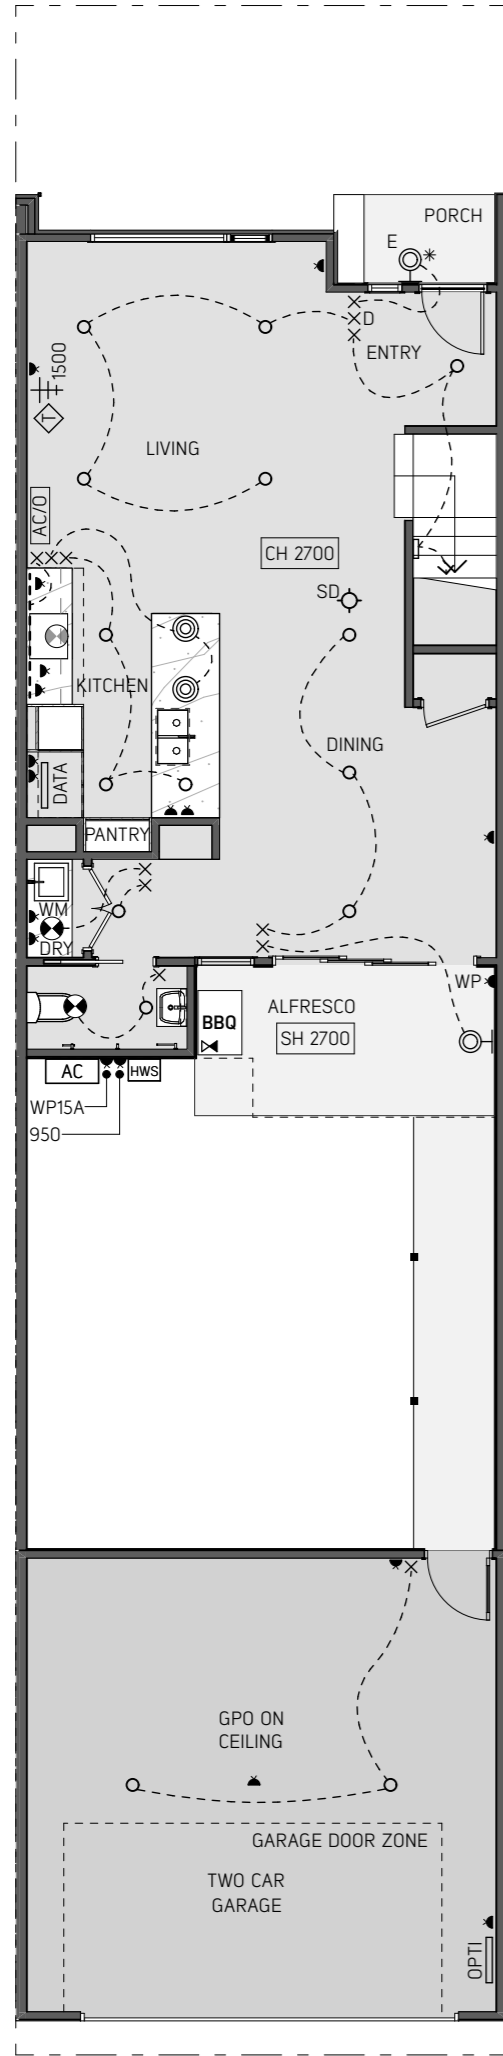 PORCH
E
D
ENTRY
1500
T
LIVING
AC/O
CH 2700
SD
KITCHEN
DINING
DATA
PANTRY
WM
DRY
WP
ALFRESCO
BBQ
SH 2700
AC
HWS
WP15A
950
GPO ON
CEILING
GARAGE DOOR ZONE
TWO CAR
GARAGE
OPTI